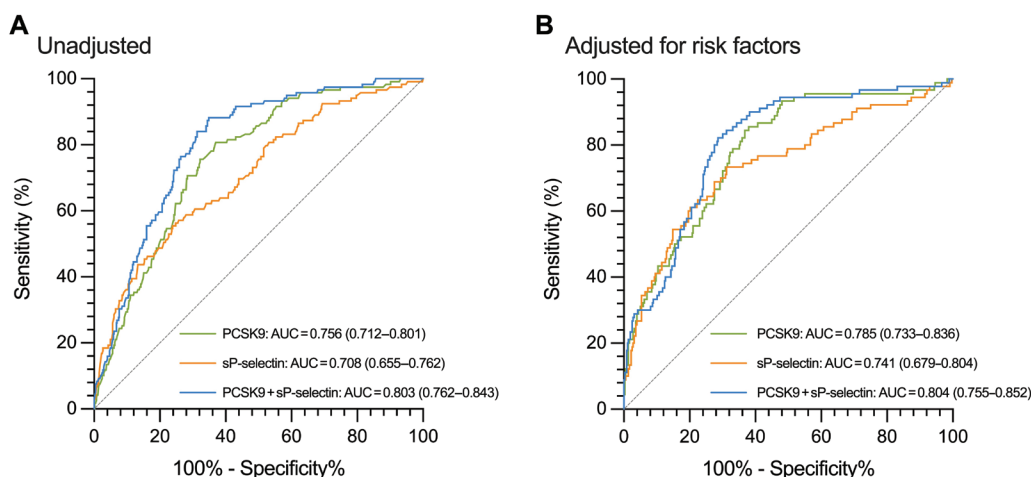 A
Unadjusted
100
80
60
40
20
0
Sensitivity (%)
PCSK9: AUC = 0.756 (0.712–0.801)
sP-selectin: AUC = 0.708 (0.655–0.762)
PCSK9 + sP-selectin: AUC = 0.803 (0.762–0.843)
0 20 40 60 80 100
100% - Specificity%
B
Adjusted for risk factors
100
80
60
40
20
0
Sensitivity (%)
PCSK9: AUC = 0.785 (0.733–0.836)
sP-selectin: AUC = 0.741 (0.679–0.804)
PCSK9 + sP-selectin: AUC = 0.804 (0.755–0.852)
0 20 40 60 80 100
100% - Specificity%